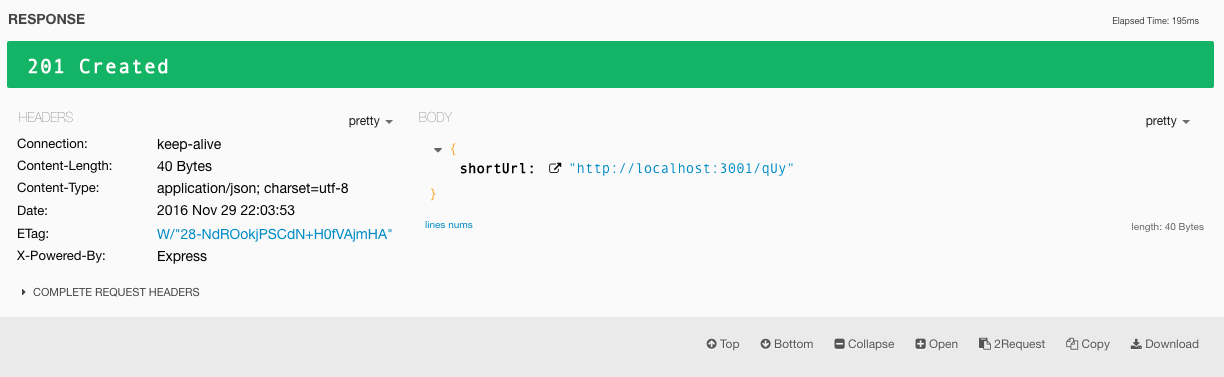 RESPONSE
Elapsed Time: 195ms
201 Created
HEADERS
pretty
Connection: keep-alive
Content-Length: 40 Bytes
Content-Type: application/json; charset=utf-8
Date: 2016 Nov 29 22:03:53
ETag: W/"28-NdROokjPSCdN+H0fVAjmHA"
X-Powered-By: Express
COMPLETE REQUEST HEADERS
BODY
pretty
{
shortUrl: "http://localhost:3001/qUy"
}
lines nums
length: 40 Bytes
Top Bottom Collapse Open 2Request Copy Download